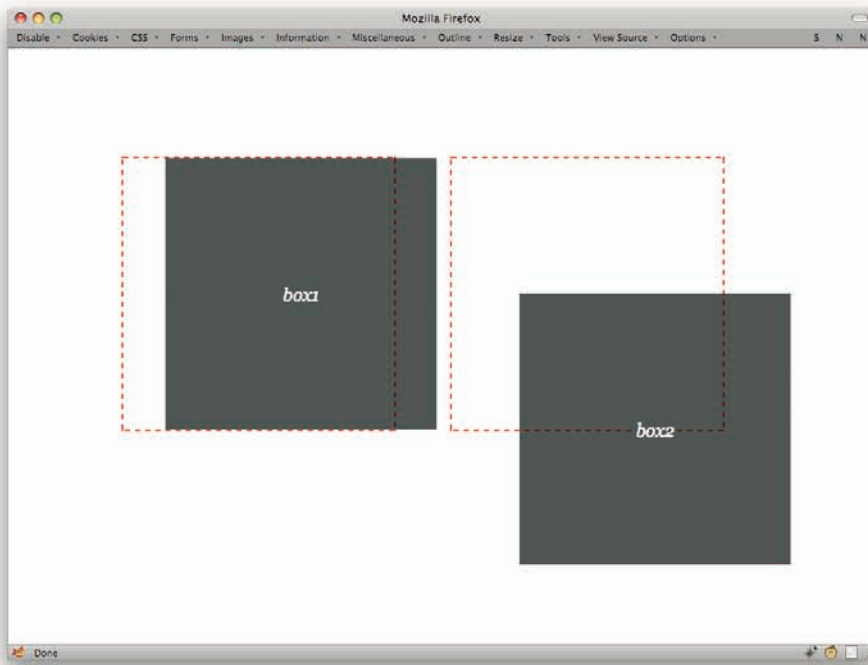 Mozilla Firefox
Disable Cookies CSS Forms Images Information Miscellaneous Outline Resize Tools View Source Options S N N
box1
box2
Done